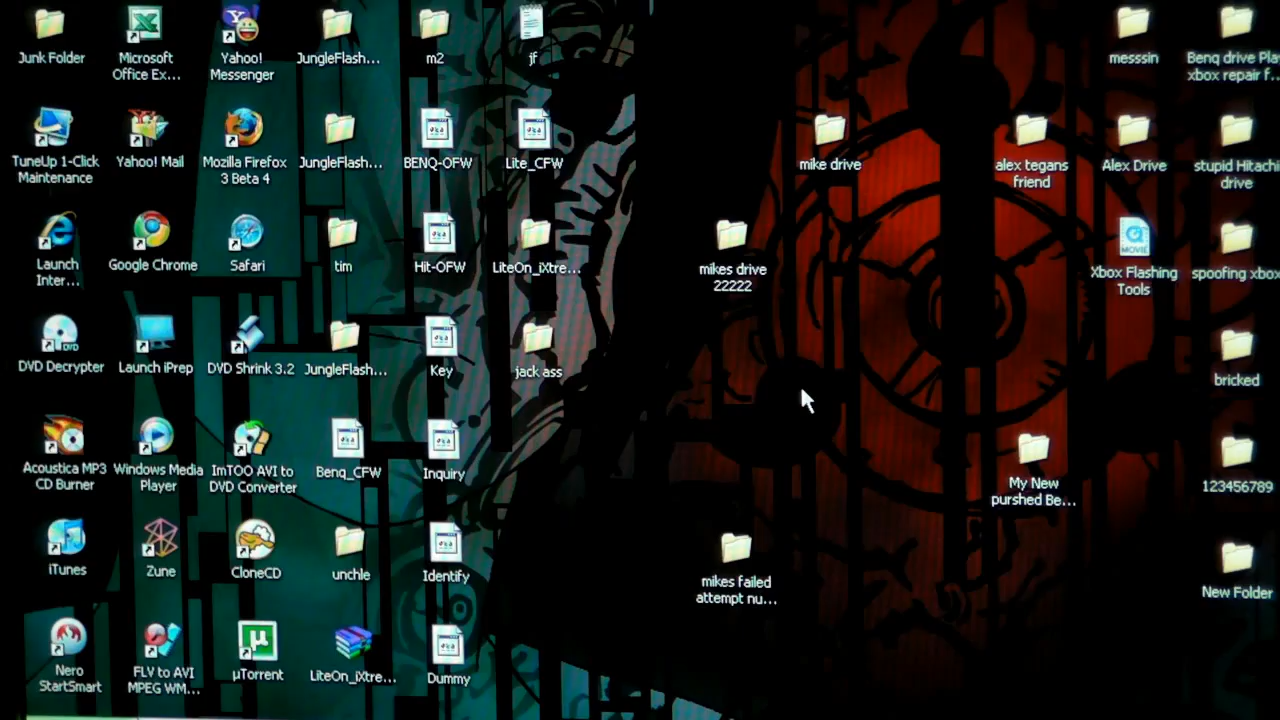 Junk Folder
Microsoft
Office Ex...
Yahoo!
Messenger
JungleFlash...
m2
jf
messsin
Benq drive Pla
xbox repair f...
TuneUp 1-Click
Maintenance
Yahoo! Mail
Mozilla Firefox
3 Beta 4
JungleFlash...
BENQ-OFW
Lite_CFW
mike drive
alex tegans
friend
Alex Drive
stupid Hitachi
drive
Launch
Inter...
Google Chrome
Safari
tim
Hit-OFW
LiteOn_iXtre...
mikes drive
22222
MOVIE
Xbox Flashing
Tools
spoofing xbox
DVD
DVD Decrypter
Launch iPrep
DVD Shrink 3.2
JungleFlash...
Key
jack ass
bricked
Acoustica MP3
CD Burner
Windows Media
Player
ImTOO AVI to
DVD Converter
Benq_CFW
Inquiry
My New
purshed Be...
123456789
iTunes
Zune
CloneCD
unchle
Identify
mikes failed
attempt nu...
New Folder
Nero
StartSmart
FLV to AVI
MPEG WM...
µTorrent
LiteOn_iXtre...
Dummy